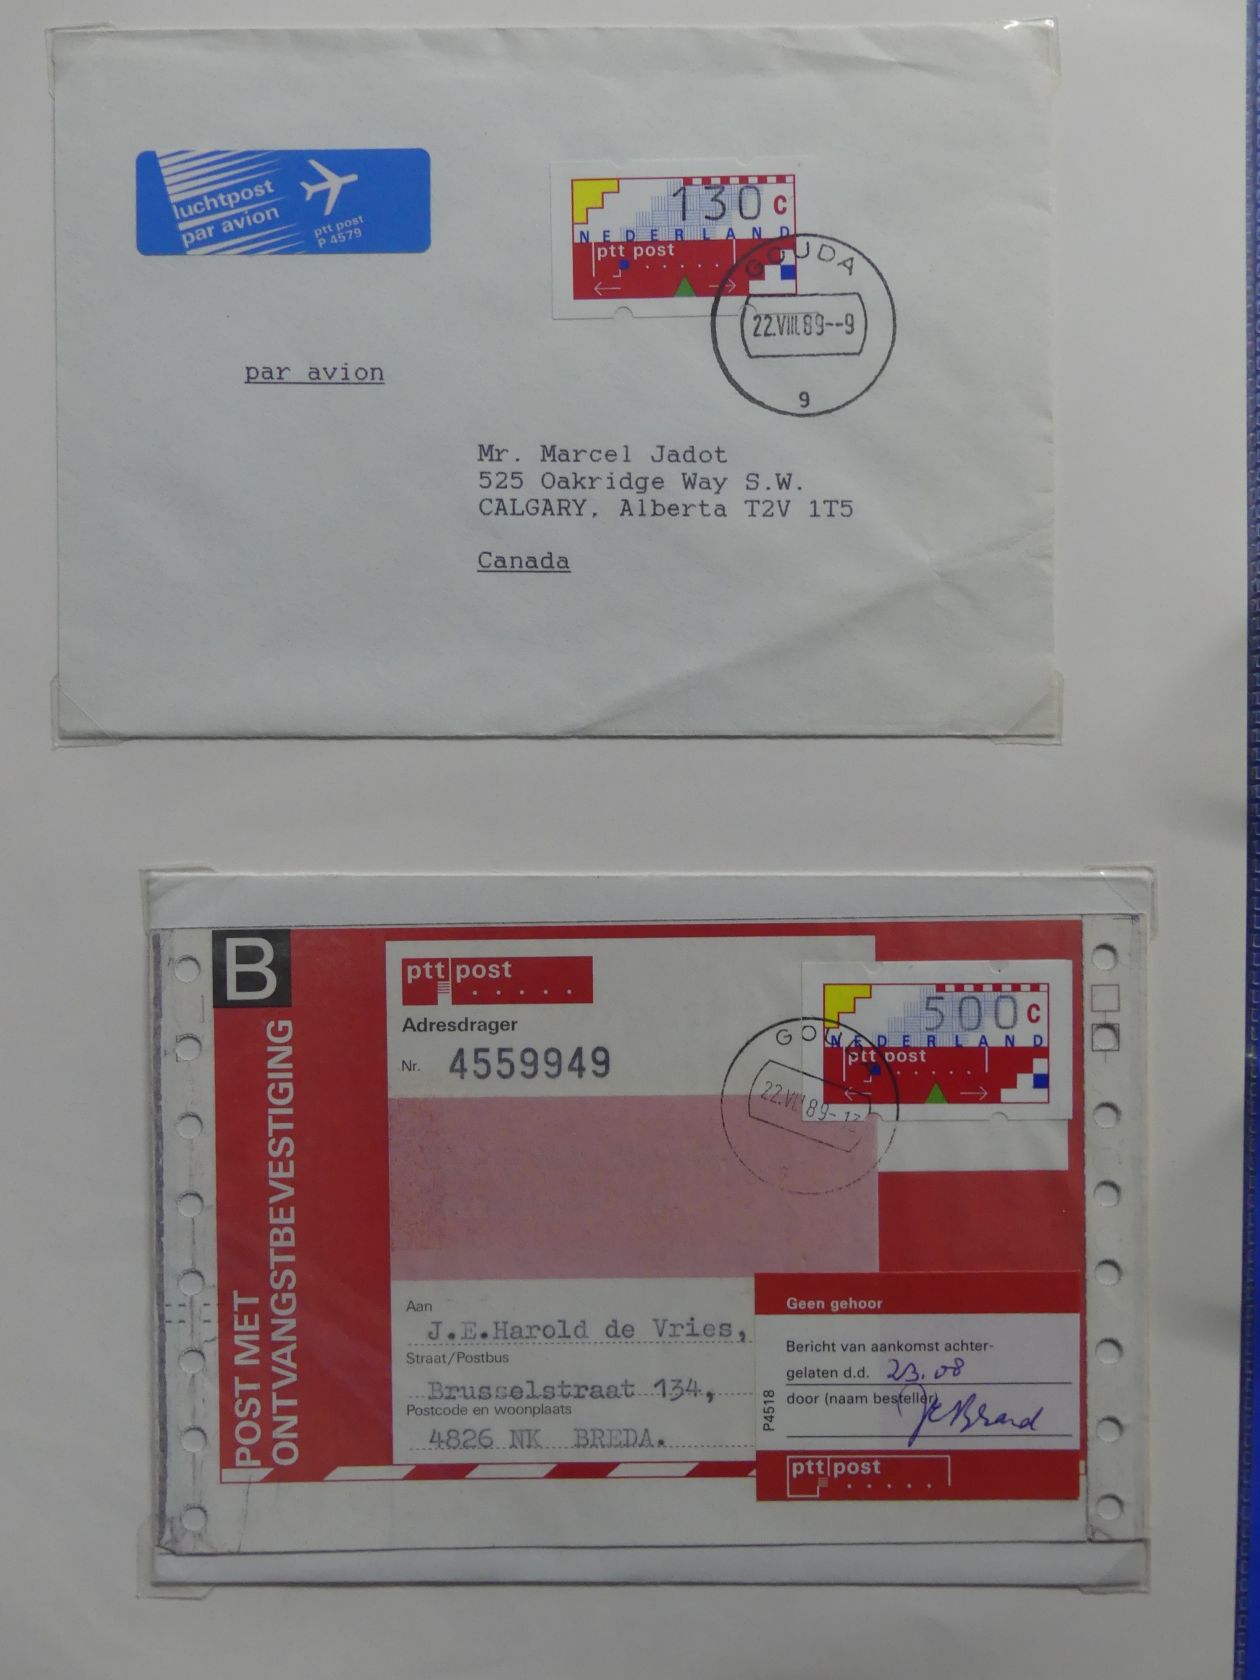 luchtpost
par avion
ptt post
P 4579
130 C
NEDERLAND
ptt post
GOUDA
22.VIII.89--9
9
par avion
Mr. Marcel Jadot
525 Oakridge Way S.W.
CALGARY, Alberta T2V 1T5
Canada
B
POST MET
ONTVANGSTBEVESTIGING
ptt post
Adresdrager
Nr. 4559949
500 C
NEDERLAND
ptt post
22.VIII.89-
Aan
J.E.Harold de Vries,
Straat/Postbus
Brusselstraat 134,
Postcode en woonplaats
4826 NK BREDA.
Geen gehoor
Bericht van aankomst achter-
gelaten d.d. 23.08
door (naam besteller)
P4518
ptt post